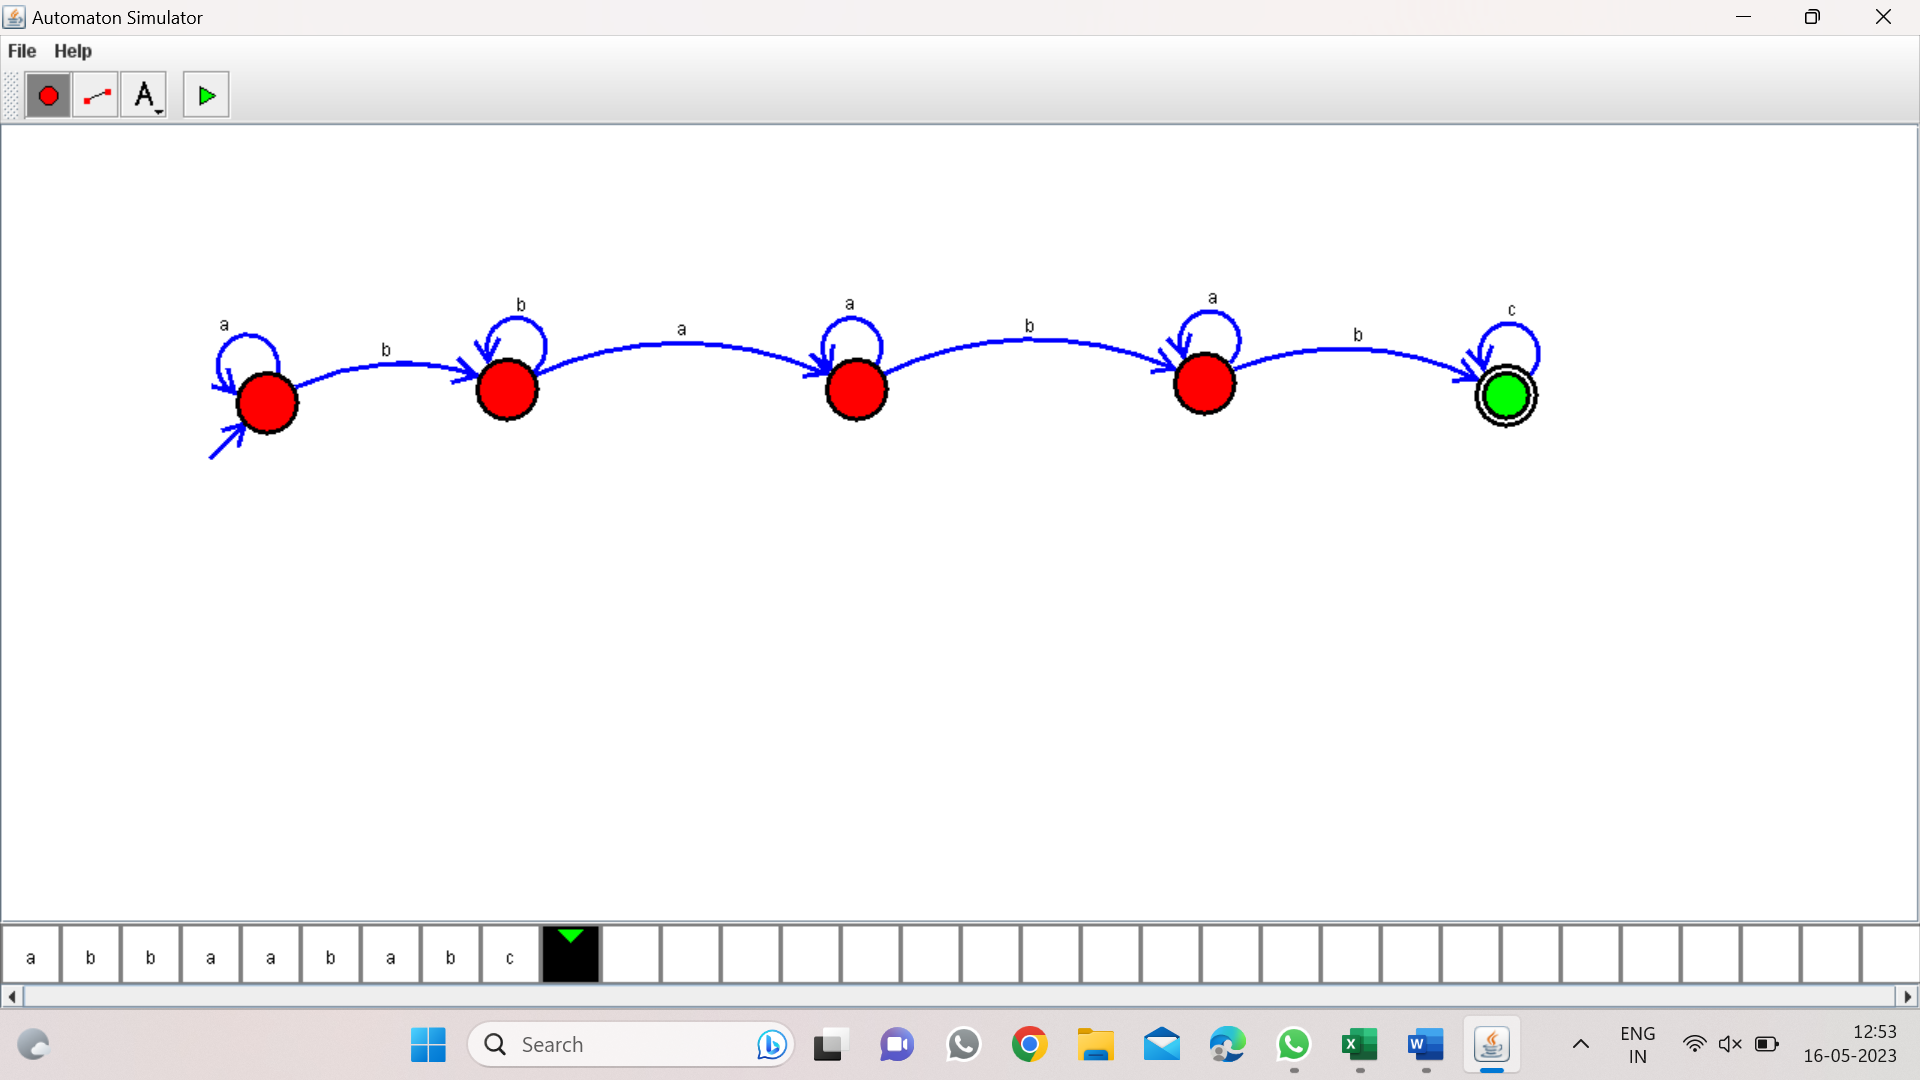 Automaton Simulator
File Help
A
a b b a a a b b a c
a b b a a b a b c
Search
ENG
IN
12:53
16-05-2023